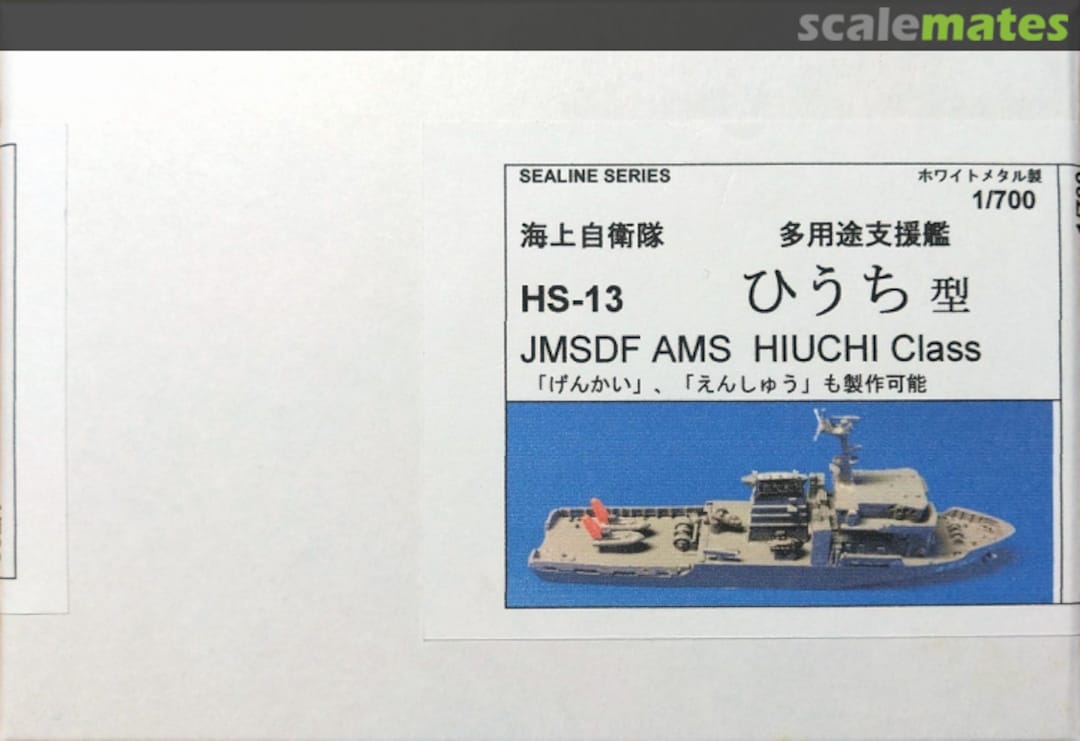 scalemates
SEALINE SERIES ホワイトメタル製
1/700
海上自衛隊 多用途支援艦
HS-13 ひうち 型
JMSDF AMS HIUCHI Class
「げんかい」、「えんしゅう」も製作可能